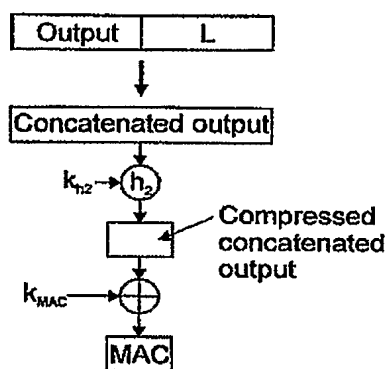 Output L
Concatenated output
k_h2
h_2
Compressed
concatenated
output
k_MAC
MAC